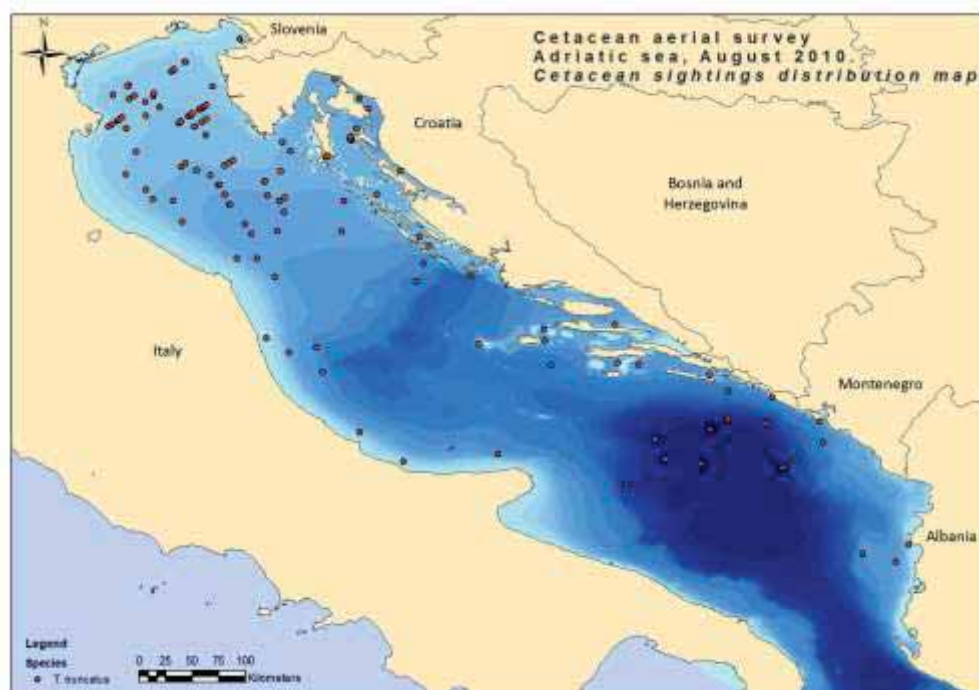 N
Slovenia
Cetacean aerial survey
Adriatic sea, August 2010.
Cetacean sightings distribution map
Croatia
Bosnia and
Herzegovina
Italy
Montenegro
Albania
Legend
Species
T. truncatus
0 25 50 75 100
Kilometers